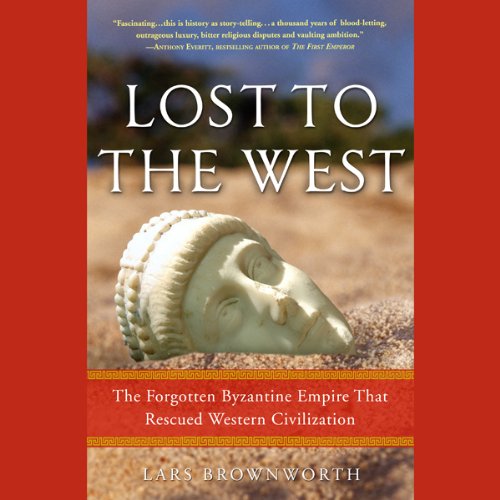 "Fascinating...this is history as story-telling...a thousand years of blood-letting,
outrageous luxury, bitter religious disputes and vaulting ambition."
—Anthony Everitt, bestselling author of The First Emperor
LOST TO
THE WEST
The Forgotten Byzantine Empire That
Rescued Western Civilization
LARS BROWNWORTH